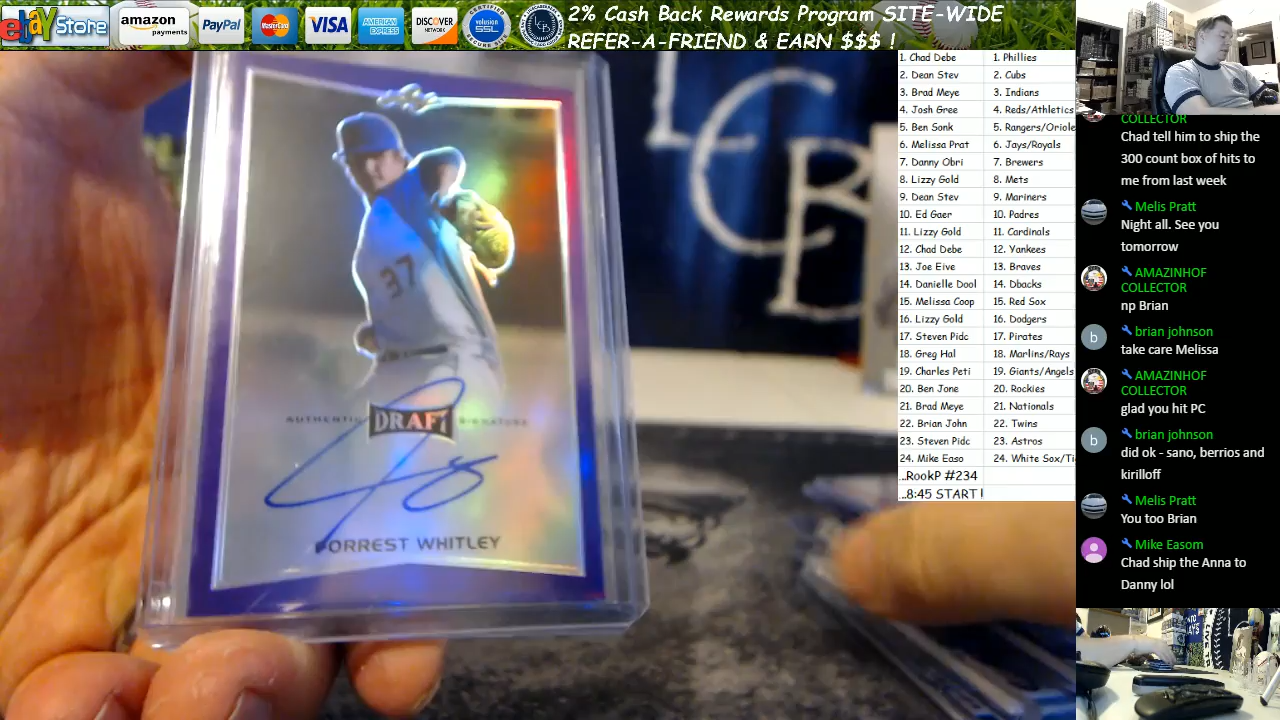 ebay Store
amazon
payments
PayPal
MasterCard
VISA
AMERICAN
EXPRESS
DISCOVER
NETWORK
volusion
SSL
LCB
2% Cash Back Rewards Program SITE-WIDE
REFER-A-FRIEND & EARN $$$ !
LCB
37
AUTHENTIC DRAFT SIGNATURE
FORREST WHITLEY
1. Chad Debe 1. Phillies
2. Dean Stev 2. Cubs
3. Brad Meye 3. Indians
4. Josh Gree 4. Reds/Athletics
5. Ben Sonk 5. Rangers/Oriole
6. Melissa Prat 6. Jays/Royals
7. Danny Obri 7. Brewers
8. Lizzy Gold 8. Mets
9. Dean Stev 9. Mariners
10. Ed Gaer 10. Padres
11. Lizzy Gold 11. Cardinals
12. Chad Debe 12. Yankees
13. Joe Eive 13. Braves
14. Danielle Dool 14. Dbacks
15. Melissa Coop 15. Red Sox
16. Lizzy Gold 16. Dodgers
17. Steven Pidc 17. Pirates
18. Greg Hal 18. Marlins/Rays
19. Charles Peti 19. Giants/Angels
20. Ben Jone 20. Rockies
21. Brad Meye 21. Nationals
22. Brian John 22. Twins
23. Steven Pidc 23. Astros
24. Mike Easo 24. White Sox/Ti
...RookP #234
...8:45 START !
COLLECTOR
Chad tell him to ship the
300 count box of hits to
me from last week
Melis Pratt
Night all. See you
tomorrow
AMAZINHOF
COLLECTOR
np Brian
b brian johnson
take care Melissa
AMAZINHOF
COLLECTOR
glad you hit PC
b brian johnson
did ok - sano, berrios and
kirilloff
Melis Pratt
You too Brian
Mike Easom
Chad ship the Anna to
Danny lol